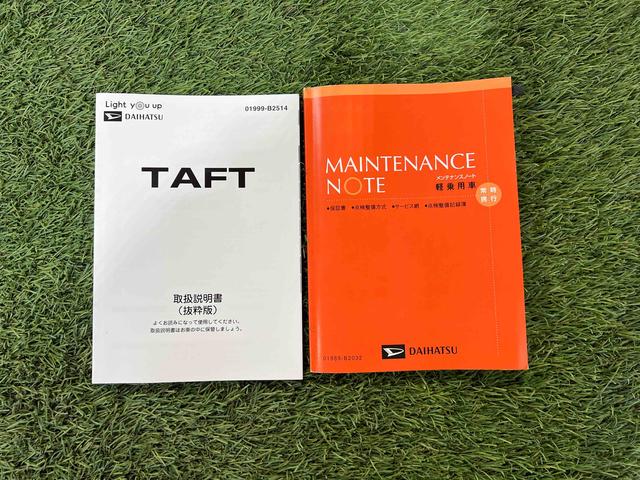 Light you up
DAIHATSU
01999-B2514
TAFT
取扱説明書
（抜粋版）
よくお読みになって使用してください。
取扱説明書はお車の中に保管しましょう。
MAINTENANCE
NOTE
メンテナンスノート
軽乗用車
常時
携行
●保証書 ●点検整備方式 ●サービス網 ●点検整備記録簿
01989-B2032
DAIHATSU